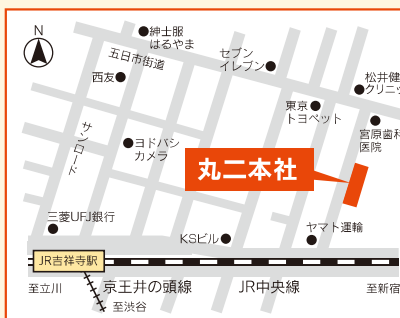 N
紳士服
はるやま
五日市街道
セブン
イレブン
西友
松井健
クリニッ
東京
トヨペット
サンロード
宮原歯科
医院
ヨドバシ
カメラ
丸二本社
三菱UFJ銀行
KSビル
ヤマト運輸
JR吉祥寺駅
至立川
京王井の頭線
JR中央線
至新宿
至渋谷